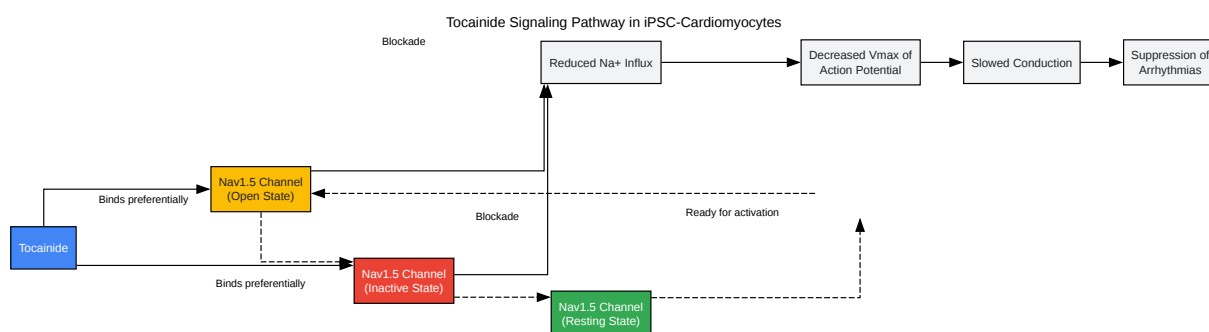 Tocainide Signaling Pathway in iPSC-Cardiomyocytes
Blockade
Reduced Na+ Influx
Decreased Vmax of
Action Potential
Slowed Conduction
Suppression of
Arrhythmias
Nav1.5 Channel
(Open State)
Binds preferentially
Blockade
Ready for activation
Tocainide
Binds preferentially
Nav1.5 Channel
(Inactive State)
Nav1.5 Channel
(Resting State)